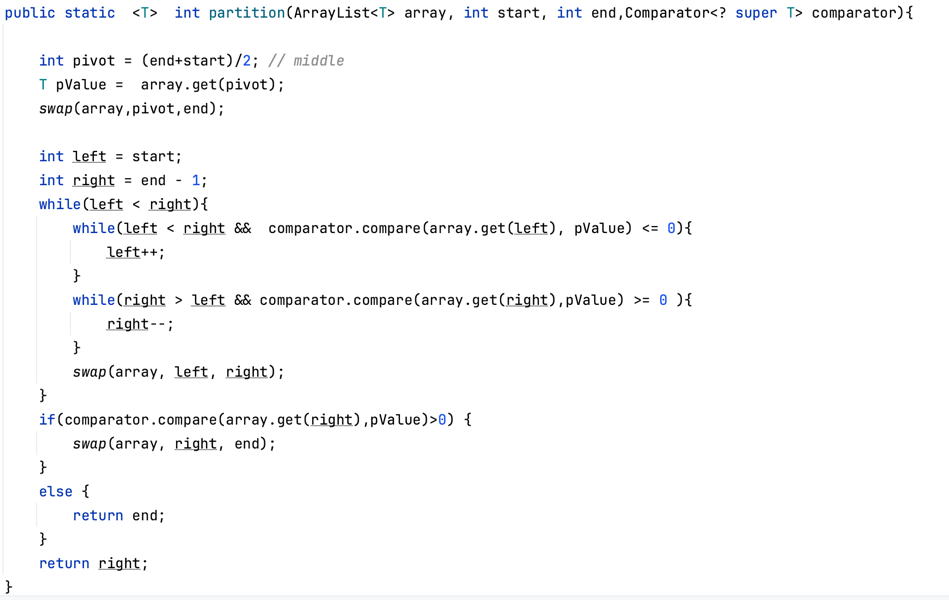 public static  <T>  int partition(ArrayList<T> array, int start, int end,Comparator<? super T> comparator){
int pivot = (end+start)/2; // middle
T pValue =  array.get(pivot);
swap(array,pivot,end);
int left = start;
int right = end - 1;
while(left < right){
while(left < right &&  comparator.compare(array.get(left), pValue) <= 0){
left++;
}
while(right > left && comparator.compare(array.get(right),pValue) >= 0 ){
right--;
}
swap(array, left, right);
}
if(comparator.compare(array.get(right),pValue)>0) {
swap(array, right, end);
}
else {
return end;
}
return right;
}